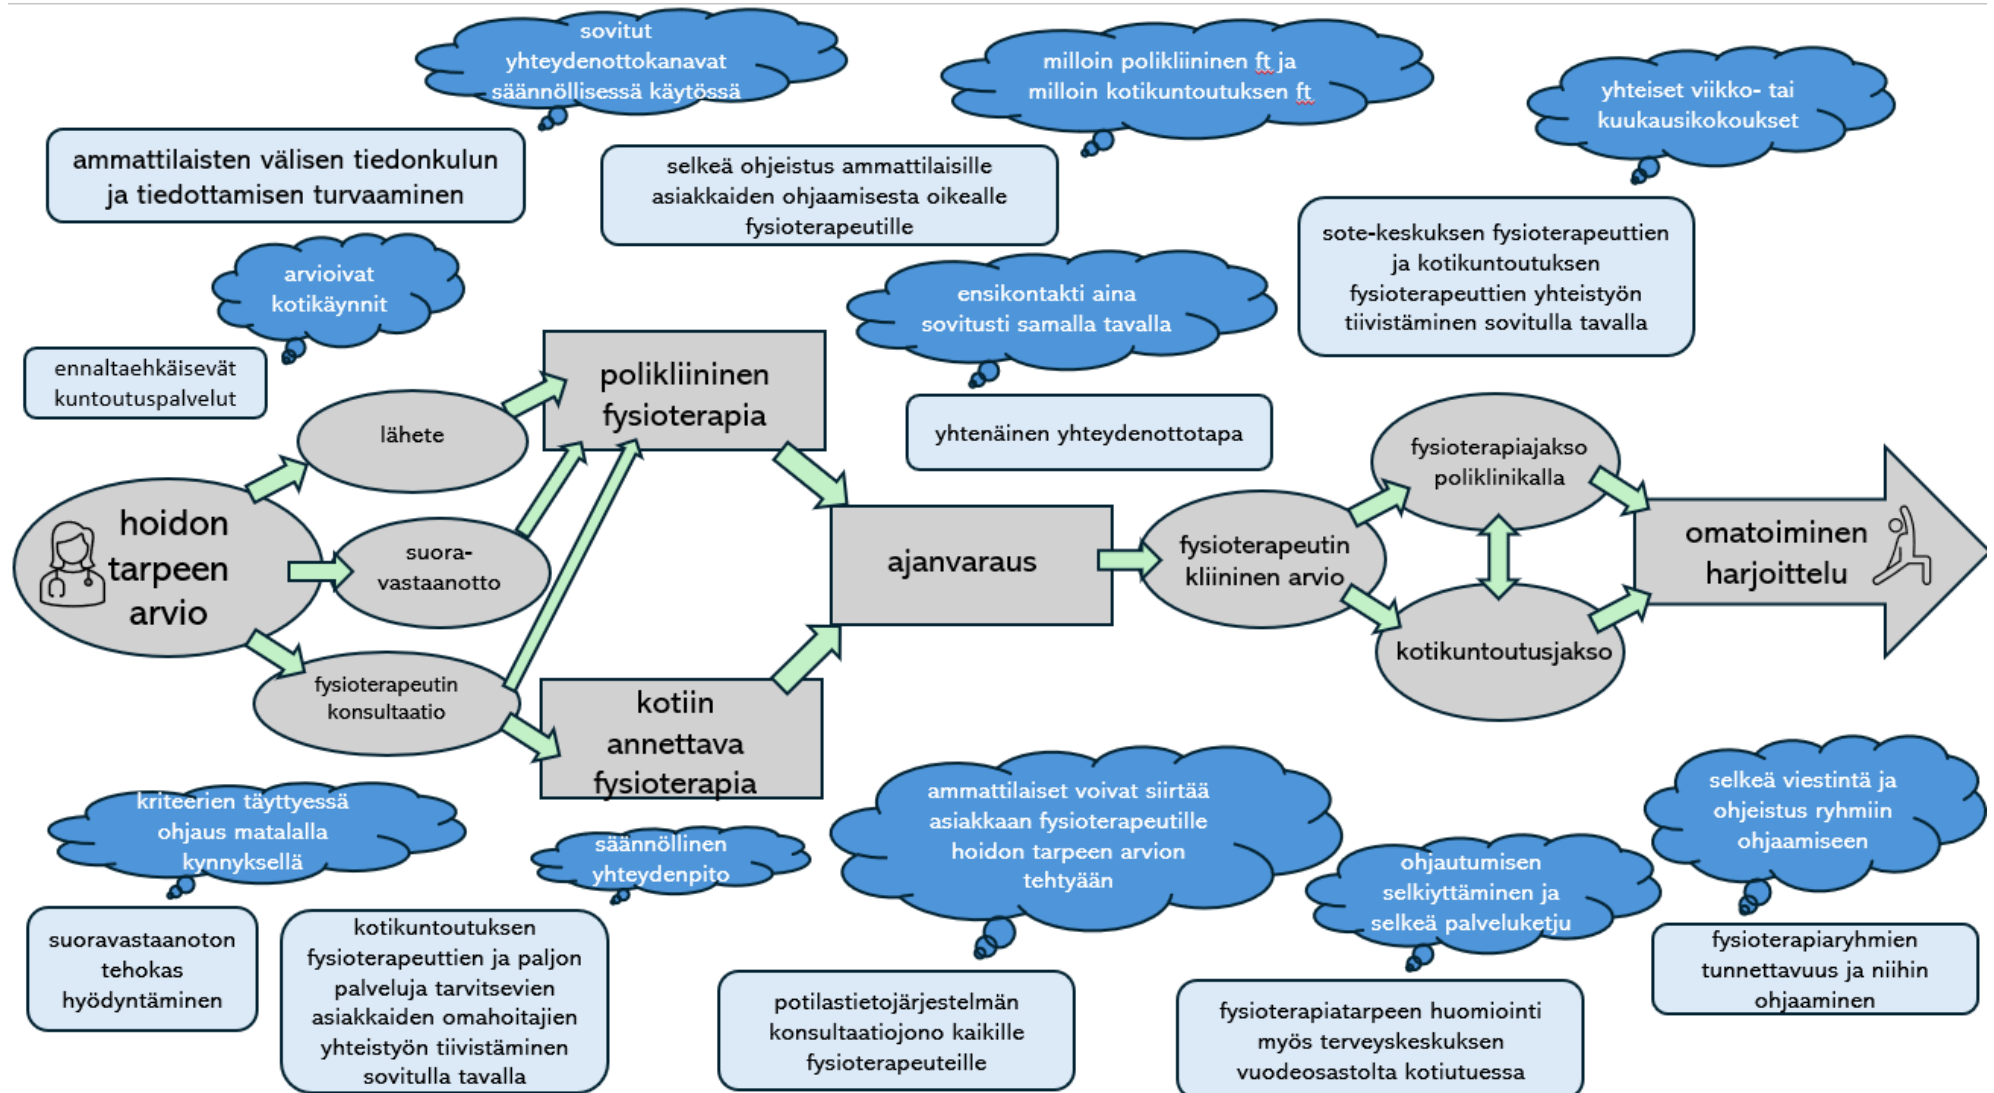 sovitut
yhteydenottokanavat
säännöllisessä käytössä
milloin polikliininen ft ja
milloin kotikuntoutuksen ft
yhteiset viikko- tai
kuukausikokoukset
ammattilaisten välisen tiedonkulun
ja tiedottamisen turvaaminen
selkeä ohjeistus ammattilaisille
asiakkaiden ohjaamisesta oikealle
fysioterapeutille
sote-keskuksen fysioterapeuttien
ja kotikuntoutuksen
fysioterapeuttien yhteistyön
tiivistäminen sovitulla tavalla
arvioivat
kotikäynnit
ensikontakti aina
sovitusti samalla tavalla
ennaltaehkäisevät
kuntoutuspalvelut
yhtenäinen yhteydenottotapa
hoidon
tarpeen
arvio
lähete
suora-
vastaanotto
fysioterapeutin
konsultaatio
polikliininen
fysioterapia
kotiin
annettava
fysioterapia
ajanvaraus
fysioterapeutin
kliininen arvio
fysioterapiajakso
poliklinikalla
kotikuntoutusjakso
omatoiminen
harjoittelu
kriteerien täyttyessä
ohjaus matalalla
kynnyksellä
säännöllinen
yhteydenpito
ammattilaiset voivat siirtää
asiakkaan fysioterapeutille
hoidon tarpeen arvion
tehtyään
ohjautumisen
selkiyttäminen ja
selkeä palveluketju
selkeä viestintä ja
ohjeistus ryhmiin
ohjaamiseen
suoravastaanoton
tehokas
hyödyntäminen
kotikuntoutuksen
fysioterapeuttien ja paljon
palveluja tarvitsevien
asiakkaiden omahoitajien
yhteistyön tiivistäminen
sovitulla tavalla
potilastietojärjestelmän
konsultaatiojono kaikille
fysioterapeuteille
fysioterapiatarpeen huomiointi
myös terveyskeskuksen
vuodeosastolta kotiutuessa
fysioterapiaryhmien
tunnettavuus ja niihin
ohjaaminen